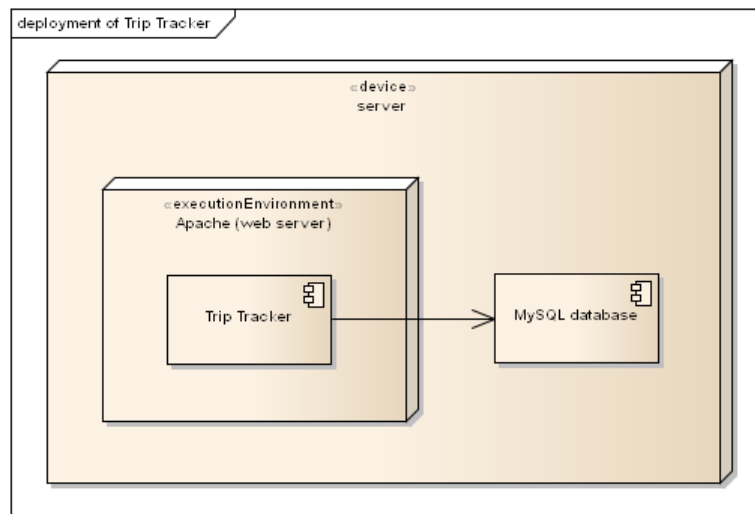 deployment of Trip Tracker
«device»
server
«executionEnvironment»
Apache (web server)
Trip Tracker
MySQL database